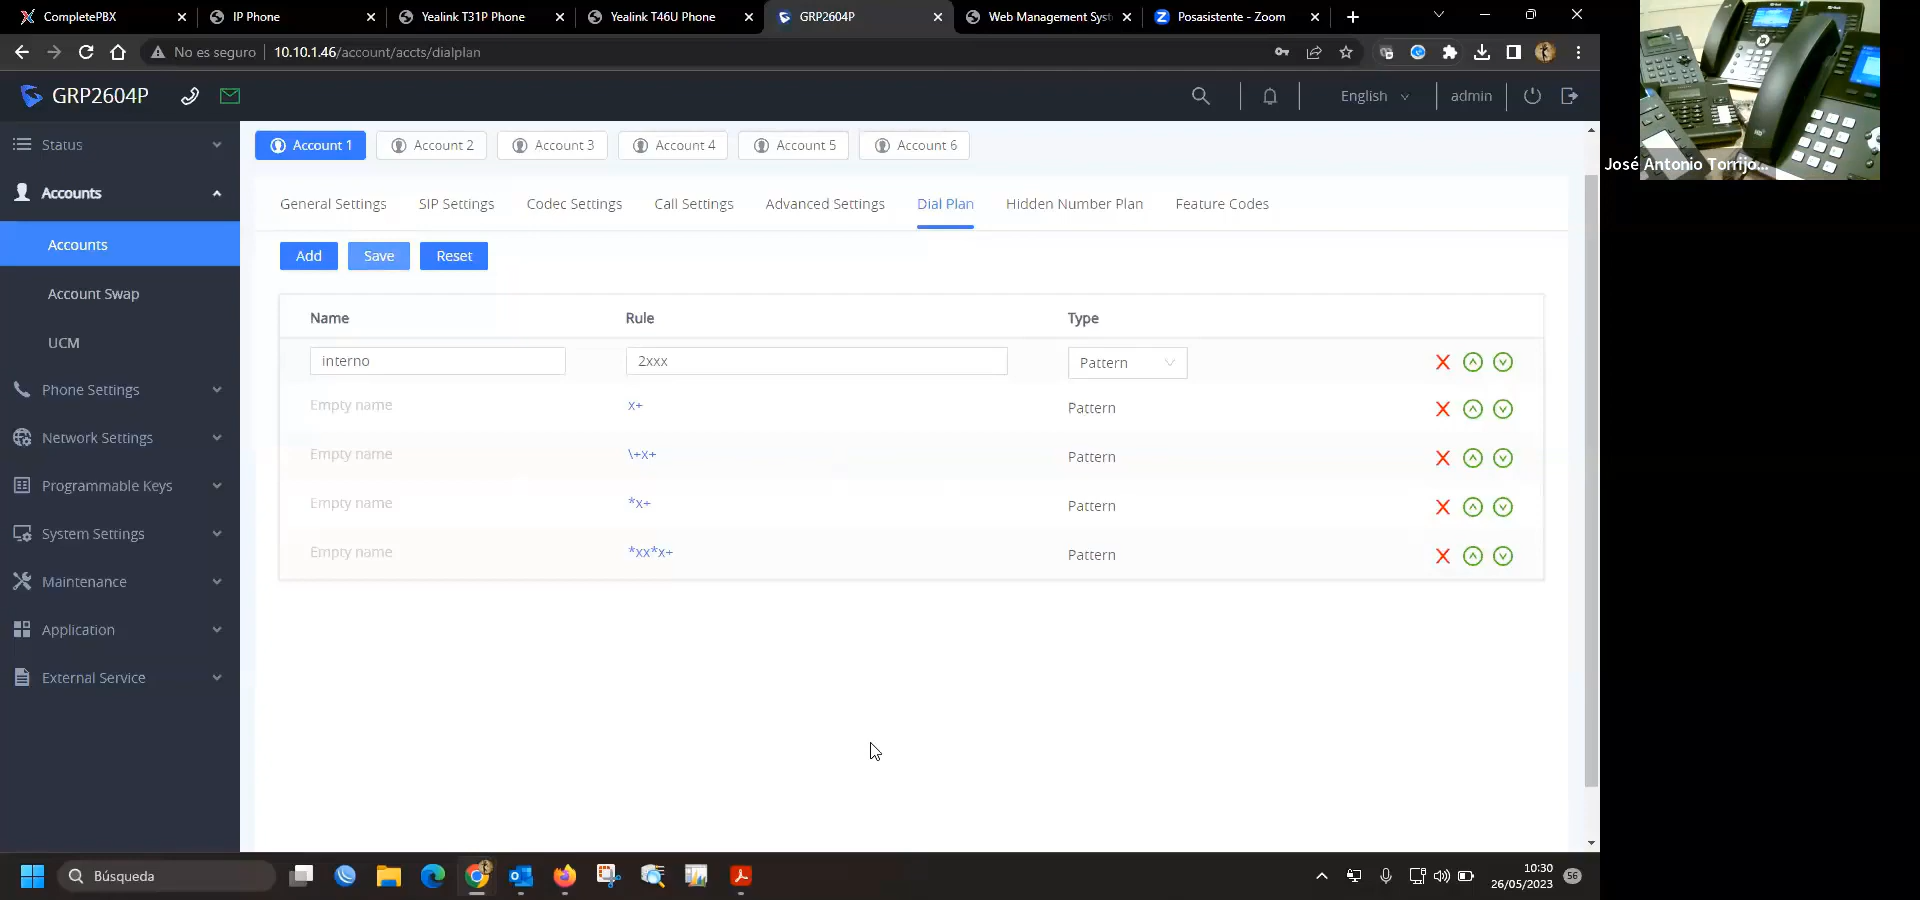 CompletePBX
IP Phone
Yealink T31P Phone
Yealink T46U Phone
GRP2604P
Web Management Syst
Posasistente - Zoom
No es seguro
10.10.1.46/account/accts/dialplan
GRP2604P
English
admin
Status
Accounts
Accounts
Account Swap
UCM
Phone Settings
Network Settings
Programmable Keys
System Settings
Maintenance
Application
External Service
Account 1
Account 2
Account 3
Account 4
Account 5
Account 6
General Settings
SIP Settings
Codec Settings
Call Settings
Advanced Settings
Dial Plan
Hidden Number Plan
Feature Codes
Add
Save
Reset
Name
Rule
Type
interno
2xxx
Pattern
Empty name
x+
Pattern
Empty name
\+x+
Pattern
Empty name
*x+
Pattern
Empty name
*xx*x+
Pattern
José Antonio Torrijo...
Búsqueda
10:30
26/05/2023
56